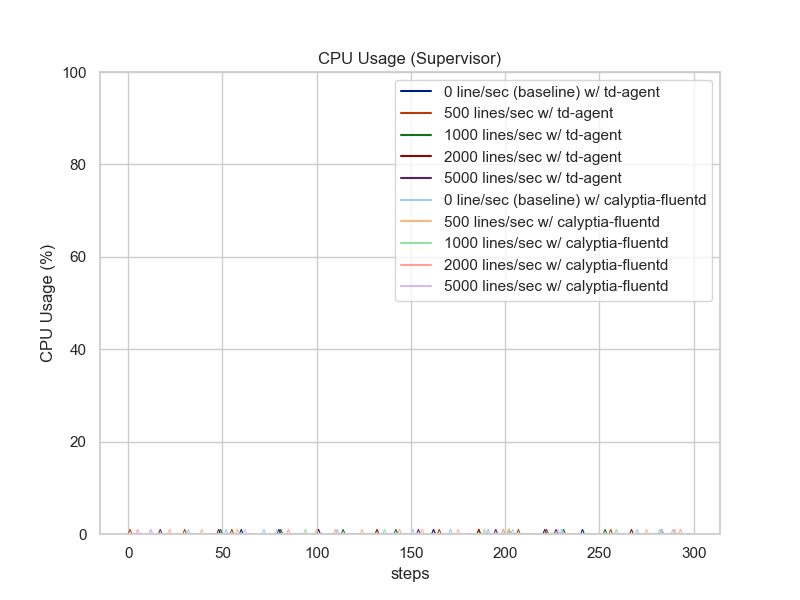 CPU Usage (Supervisor)
100
80
60
40
20
0
CPU Usage (%)
0 line/sec (baseline) w/ td-agent
500 lines/sec w/ td-agent
1000 lines/sec w/ td-agent
2000 lines/sec w/ td-agent
5000 lines/sec w/ td-agent
0 line/sec (baseline) w/ calyptia-fluentd
500 lines/sec w/ calyptia-fluentd
1000 lines/sec w/ calyptia-fluentd
2000 lines/sec w/ calyptia-fluentd
5000 lines/sec w/ calyptia-fluentd
0 50 100 150 200 250 300
steps